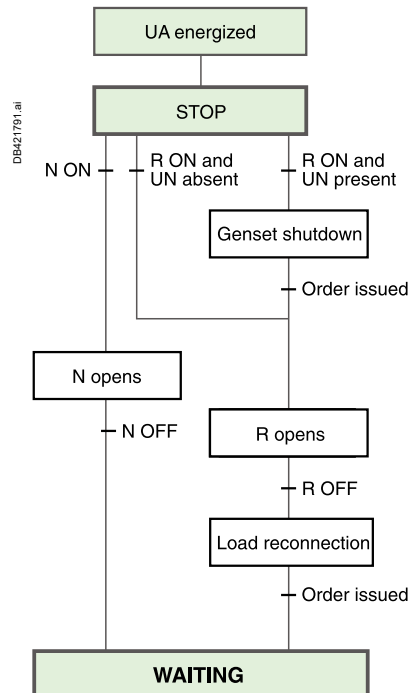 UA energized
DB421791.ai
STOP
N ON
R ON and
UN absent
R ON and
UN present
Genset shutdown
Order issued
N opens
N OFF
R opens
R OFF
Load reconnection
Order issued
WAITING